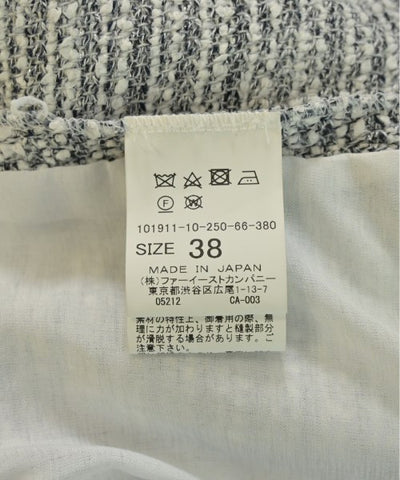 101911-10-250-66-380
SIZE 38
MADE IN JAPAN
(株)ファーイーストカンパニー
東京都渋谷区広尾1-13-7
05212 CA-003
素材の特性上、御着用の際、無
理に力が加わりますと縫製部分
が滑脱する場合があります。ご
注意下さい。